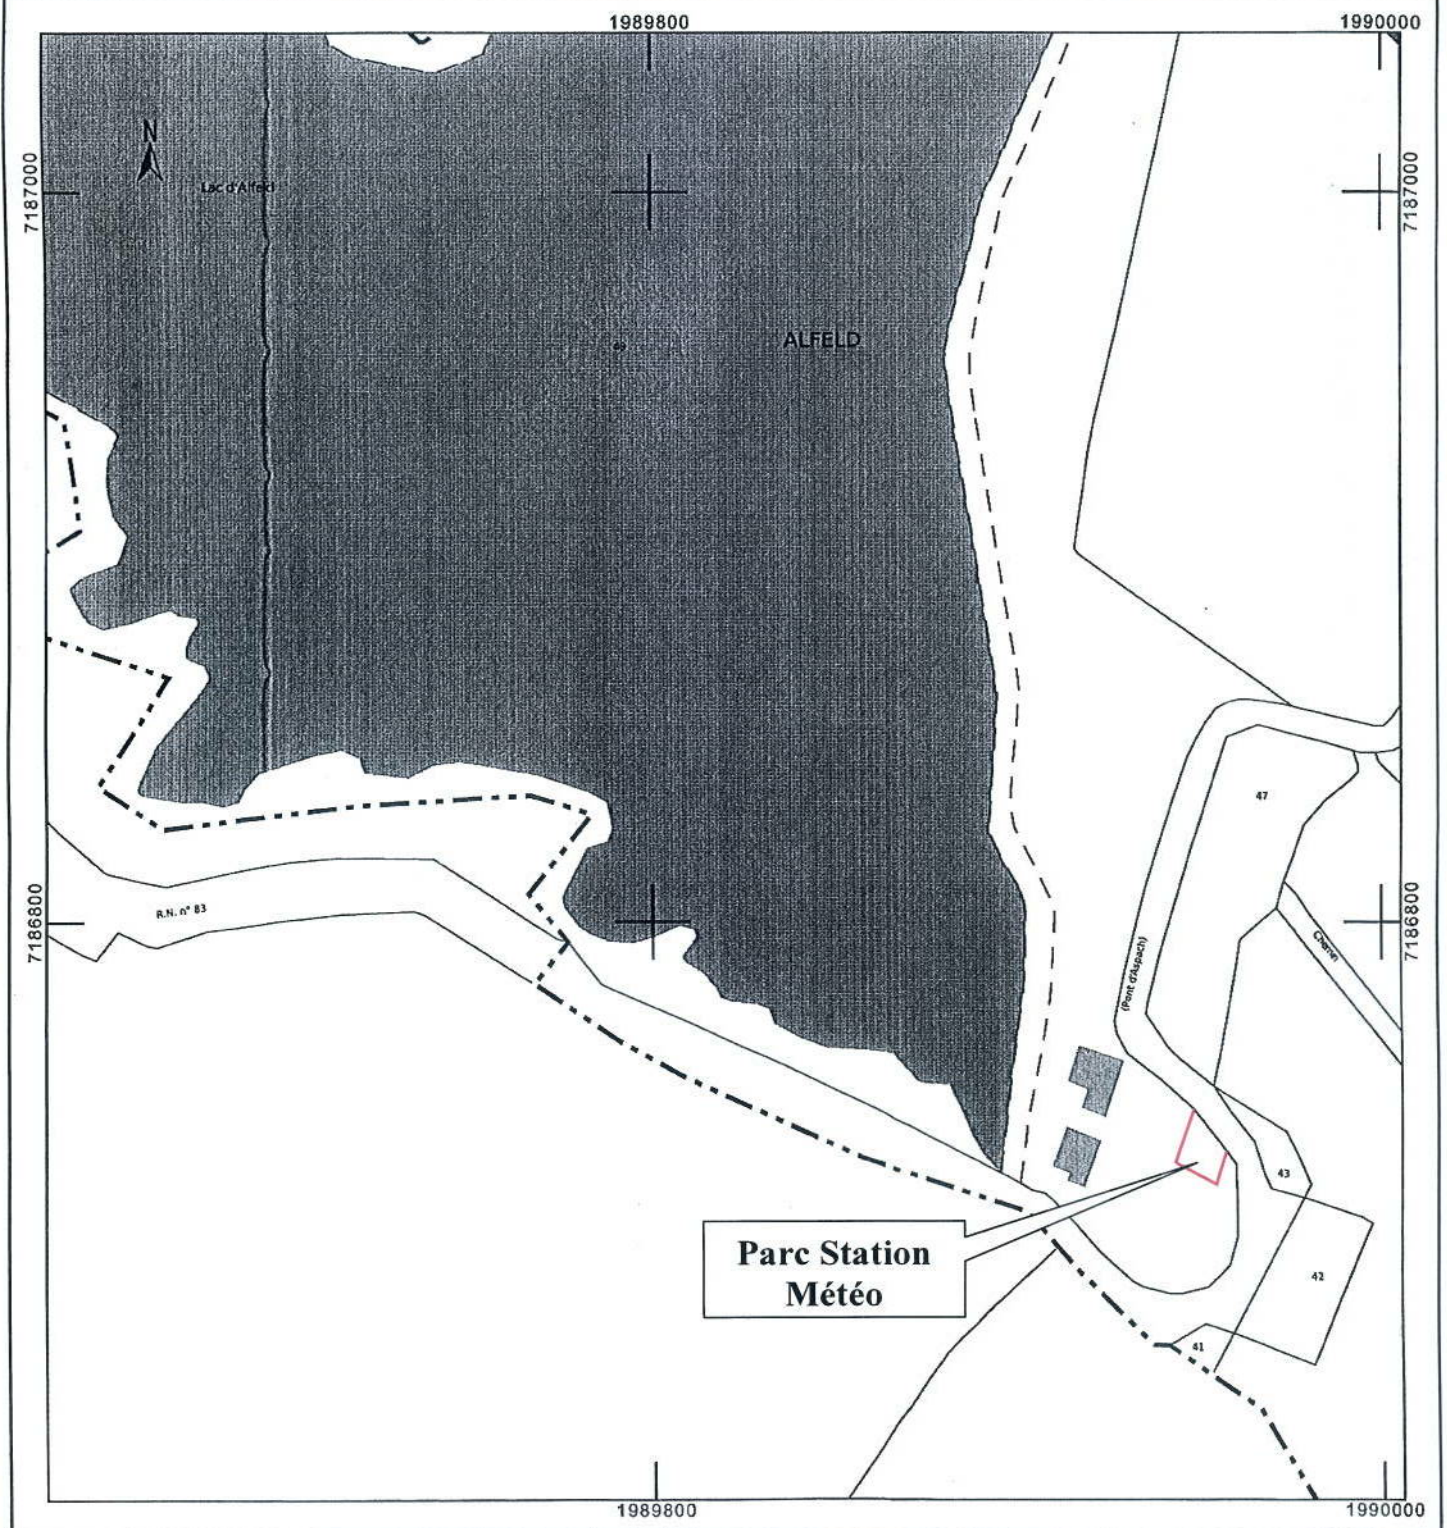 1989800
1990000
N
7187000
7187000
Lac d'Alfeld
ALFELD
69
47
7186800
7186800
R.N. n° 83
Chemin
(Pont d'Aspach)
43
Parc Station
Météo
42
41
1989800
1990000